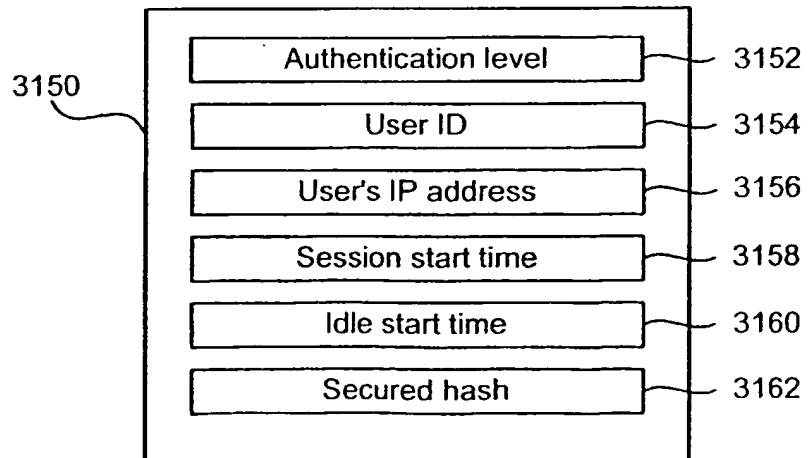 Authentication level 3152
3150
User ID 3154
User's IP address 3156
Session start time 3158
Idle start time 3160
Secured hash 3162